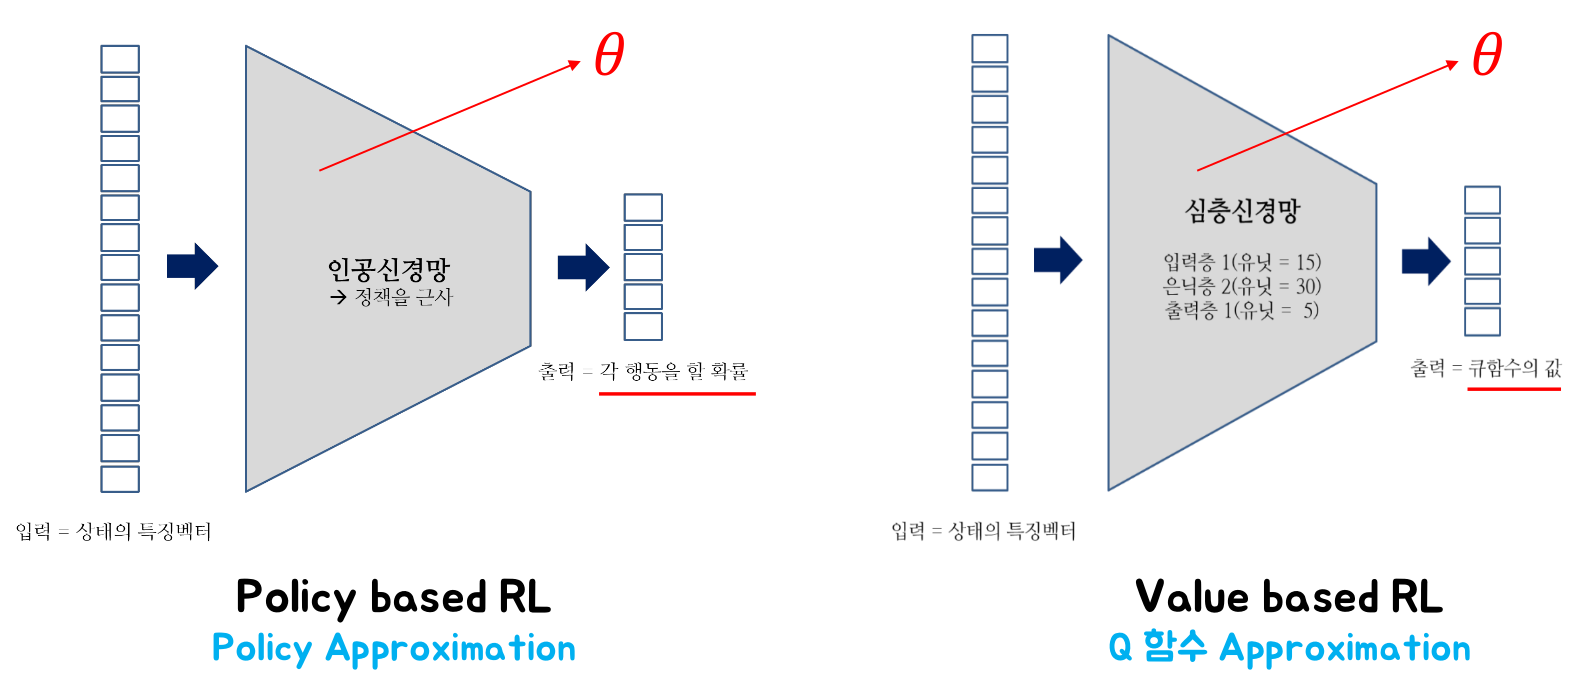 θ
인공신경망
→ 정책을 근사
출력 = 각 행동을 할 확률
입력 = 상태의 특징벡터
Policy based RL
Policy Approximation
θ
심층신경망
입력층 1(유닛 = 15)
은닉층 2(유닛 = 30)
출력층 1(유닛 = 5)
출력 = 큐함수의 값
입력 = 상태의 특징벡터
Value based RL
Q 함수 Approximation